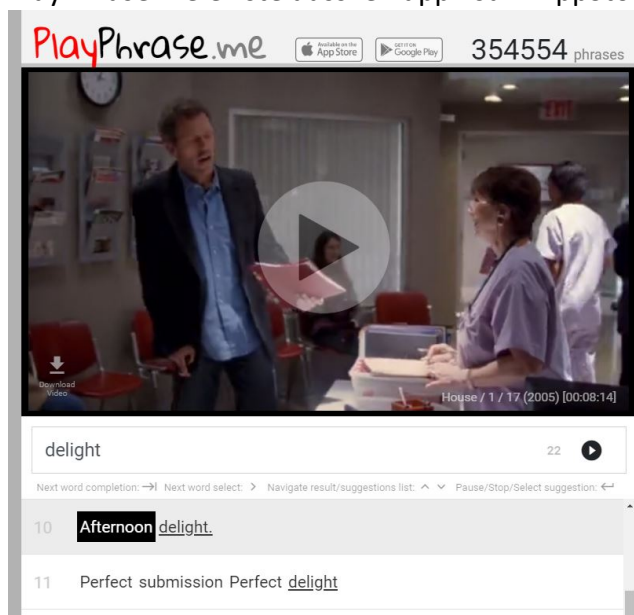 PlayPhrase.me
Available on the App Store
GET IT ON Google Play
354554 phrases
EXIT
Download Video
House / 1 / 17 (2005) [00:08:14]
delight 22
Next word completion: →| Next word select: > Navigate result/suggestions list: ^ v Pause/Stop/Select suggestion: ↵
10 Afternoon delight.
11 Perfect submission Perfect delight